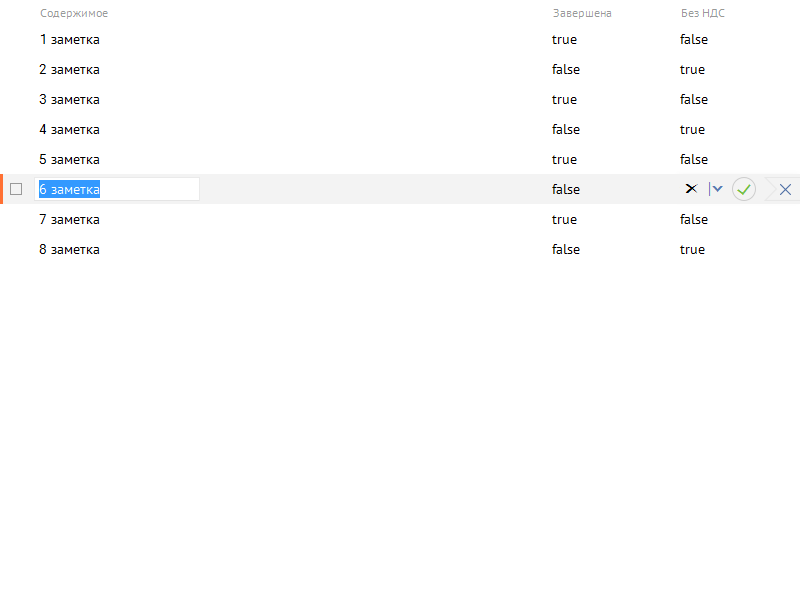 Содержимое Завершена Без НДС
1 заметка true false
2 заметка false true
3 заметка true false
4 заметка false true
5 заметка true false
6 заметка false
7 заметка true false
8 заметка false true